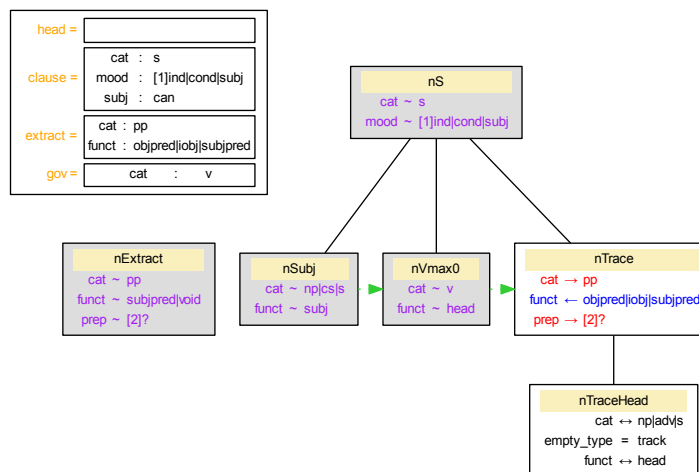 head =
clause =
cat : s
mood : [1]ind|cond|subj
subj : can
extract =
cat : pp
funct : objpred|iobj|subjpred
gov =
cat : v
nS
cat ~ s
mood ~ [1]ind|cond|subj
nExtract
cat ~ pp
funct ~ subjpred|void
prep ~ [2]?
nSubj
cat ~ np|cs|s
funct ~ subj
nVmax0
cat ~ v
funct ~ head
nTrace
cat → pp
funct ← objpred|iobj|subjpred
prep → [2]?
nTraceHead
cat ↔ np|adv|s
empty_type = track
funct ↔ head